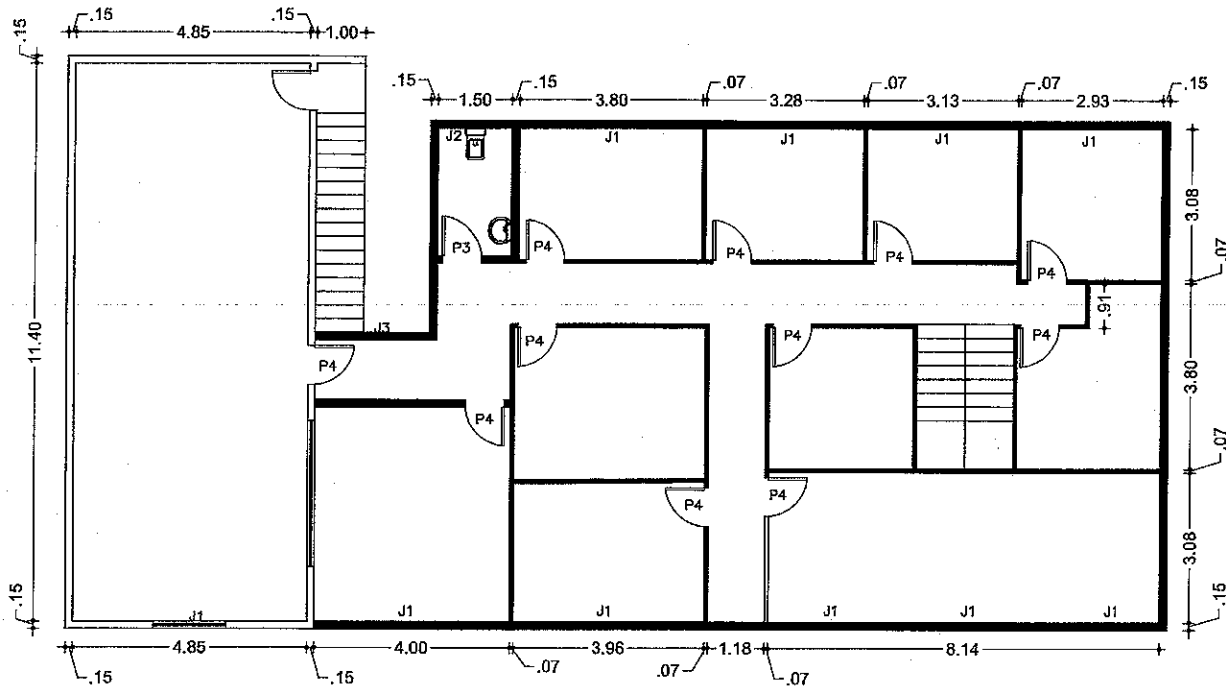 .15 .15 .15
4.85 1.00
.15 .15 .07 .07 .07 .15
1.50 3.80 3.28 3.13 2.93
J2 J1 J1 J1 J1
3.08
P3 P4 P4 P4 P4
.07
.91
J3
11.40
P4 P4 P4 P4
3.80
P4
.07
P4 P4
3.08
.15 J1 J1 J1 J1 J1 J1 .15
4.85 4.00 3.96 1.18 8.14
.15 .15 .07 .07 .07